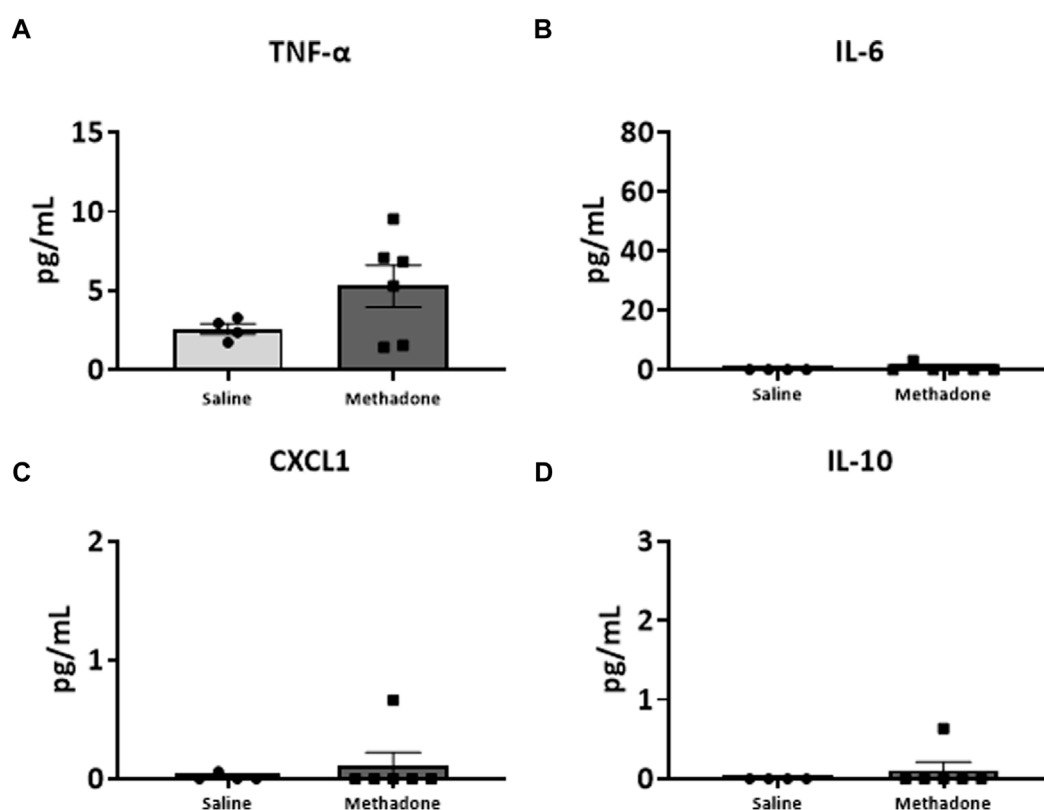 A
TNF-α
15
10
5
0
pg/mL
Saline
Methadone
B
IL-6
80
60
40
20
0
pg/mL
Saline
Methadone
C
CXCL1
2
1
0
pg/mL
Saline
Methadone
D
IL-10
3
2
1
0
pg/mL
Saline
Methadone